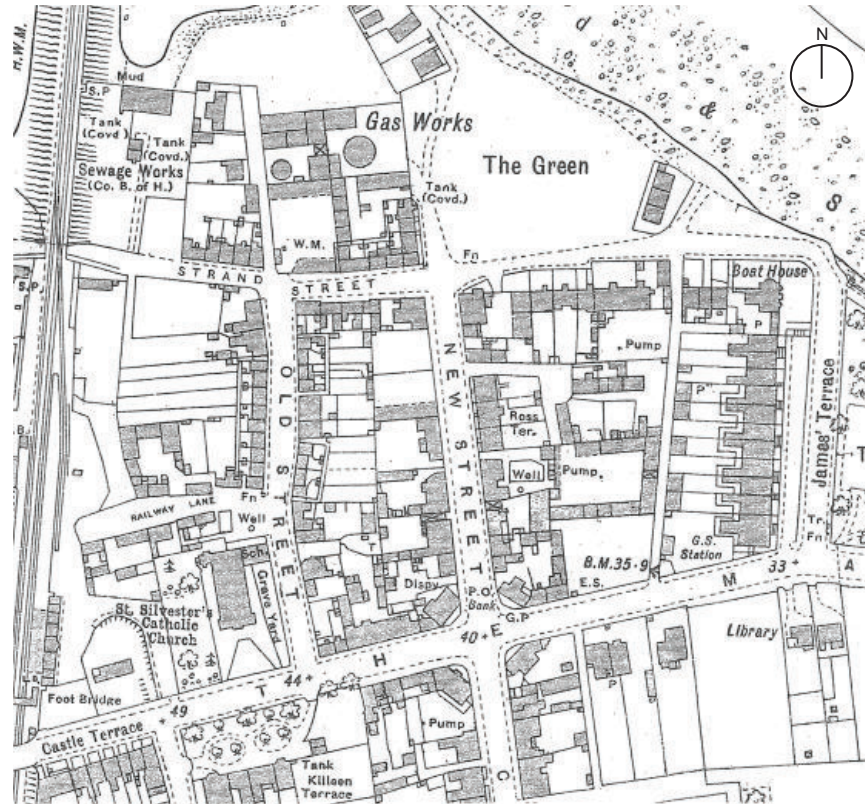 H.W.M.
N
d
&
S
Mud
S.P
Tank
(Covd.)
Tank
(Covd.)
Sewage Works
(Co. B. of H.)
Gas Works
The Green
Tank
(Covd.)
W.M.
Fn
STRAND STREET
S.P.
Boat House
P
OLD STREET
NEW STREET
Pump
James' Terrace
P
Ross
Ter.
B.
Well
Pump
T
Fn
RAILWAY LANE
Well
Tr.
Fn
G.S.
Station
Sch.
T
B.M.35·9
33
Dispy
P.O.
Bank
E.S.
Grave Yard
St. Silvester's
Catholic
Church
G.P
THE MA
40
Library
44
Foot Bridge
49
P
Castle Terrace
Pump
Tank
Killeen
Terrace
C